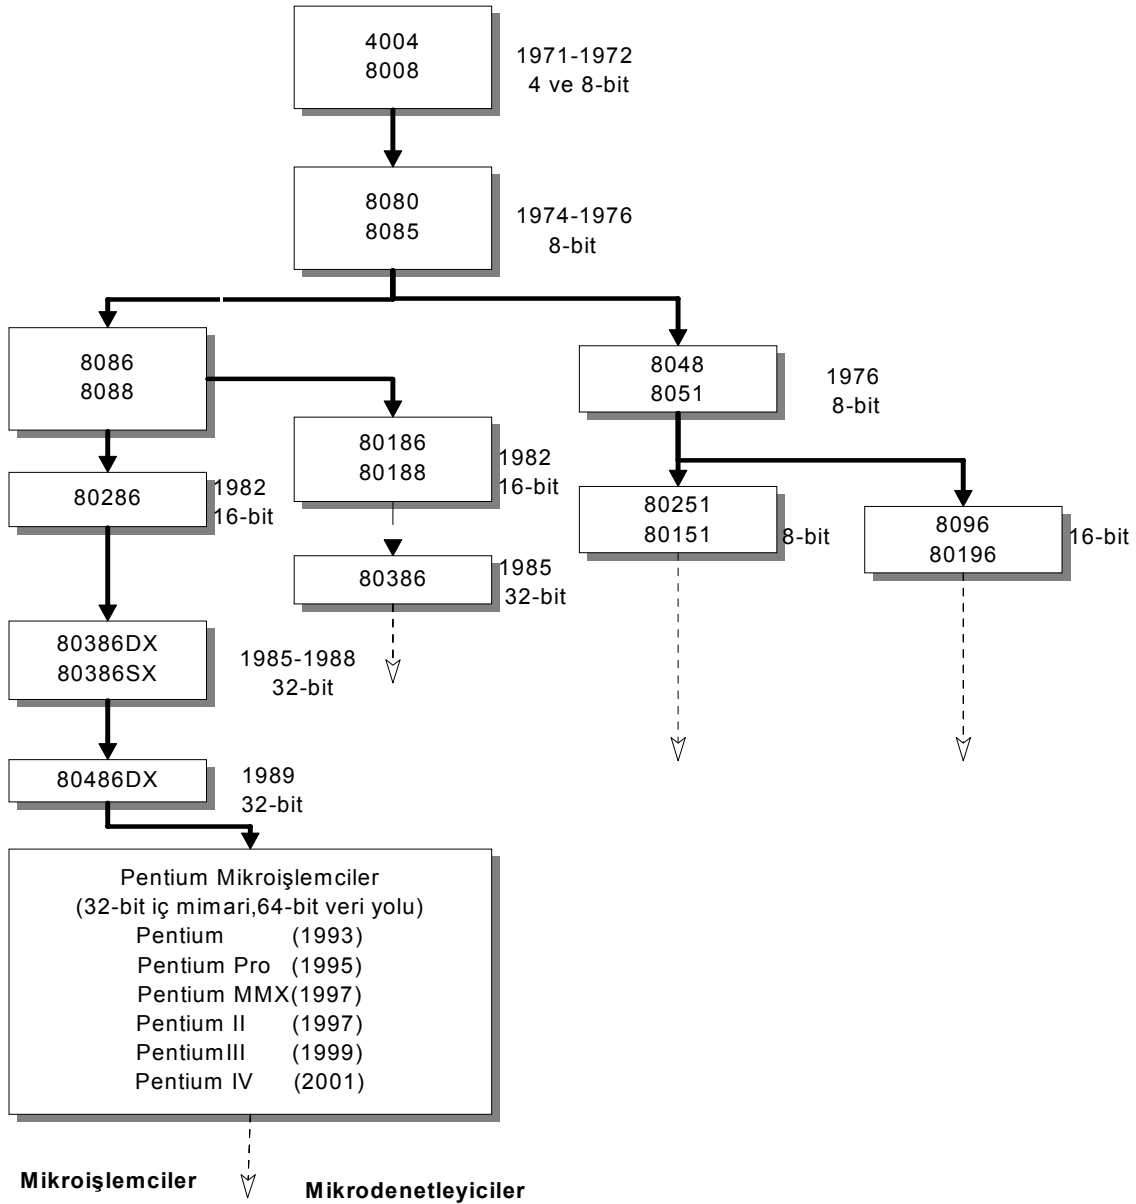 4004
8008
1971-1972
4 ve 8-bit
8080
8085
1974-1976
8-bit
8086
8088
8048
8051
1976
8-bit
80186
80188
1982
16-bit
80286
1982
16-bit
80251
80151
8-bit
8096
80196
16-bit
80386
1985
32-bit
80386DX
80386SX
1985-1988
32-bit
80486DX
1989
32-bit
Pentium Mikroişlemciler
(32-bit iç mimari,64-bit veri yolu)
Pentium (1993)
Pentium Pro (1995)
Pentium MMX(1997)
Pentium II (1997)
PentiumIII (1999)
Pentium IV (2001)
Mikroişlemciler
Mikrodenetleyiciler